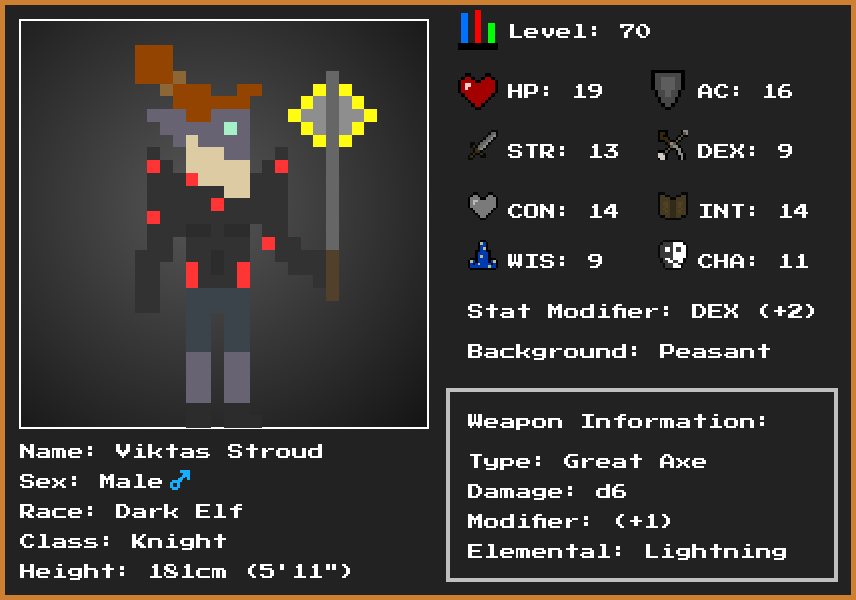 Level: 70
HP: 19
AC: 16
STR: 13
DEX: 9
CON: 14
INT: 14
WIS: 9
CHA: 11
Stat Modifier: DEX (+2)
Background: Peasant
Weapon Information:
Type: Great Axe
Damage: d6
Modifier: (+1)
Elemental: Lightning
Name: Viktas Stroud
Sex: Male ♂
Race: Dark Elf
Class: Knight
Height: 181cm (5'11")